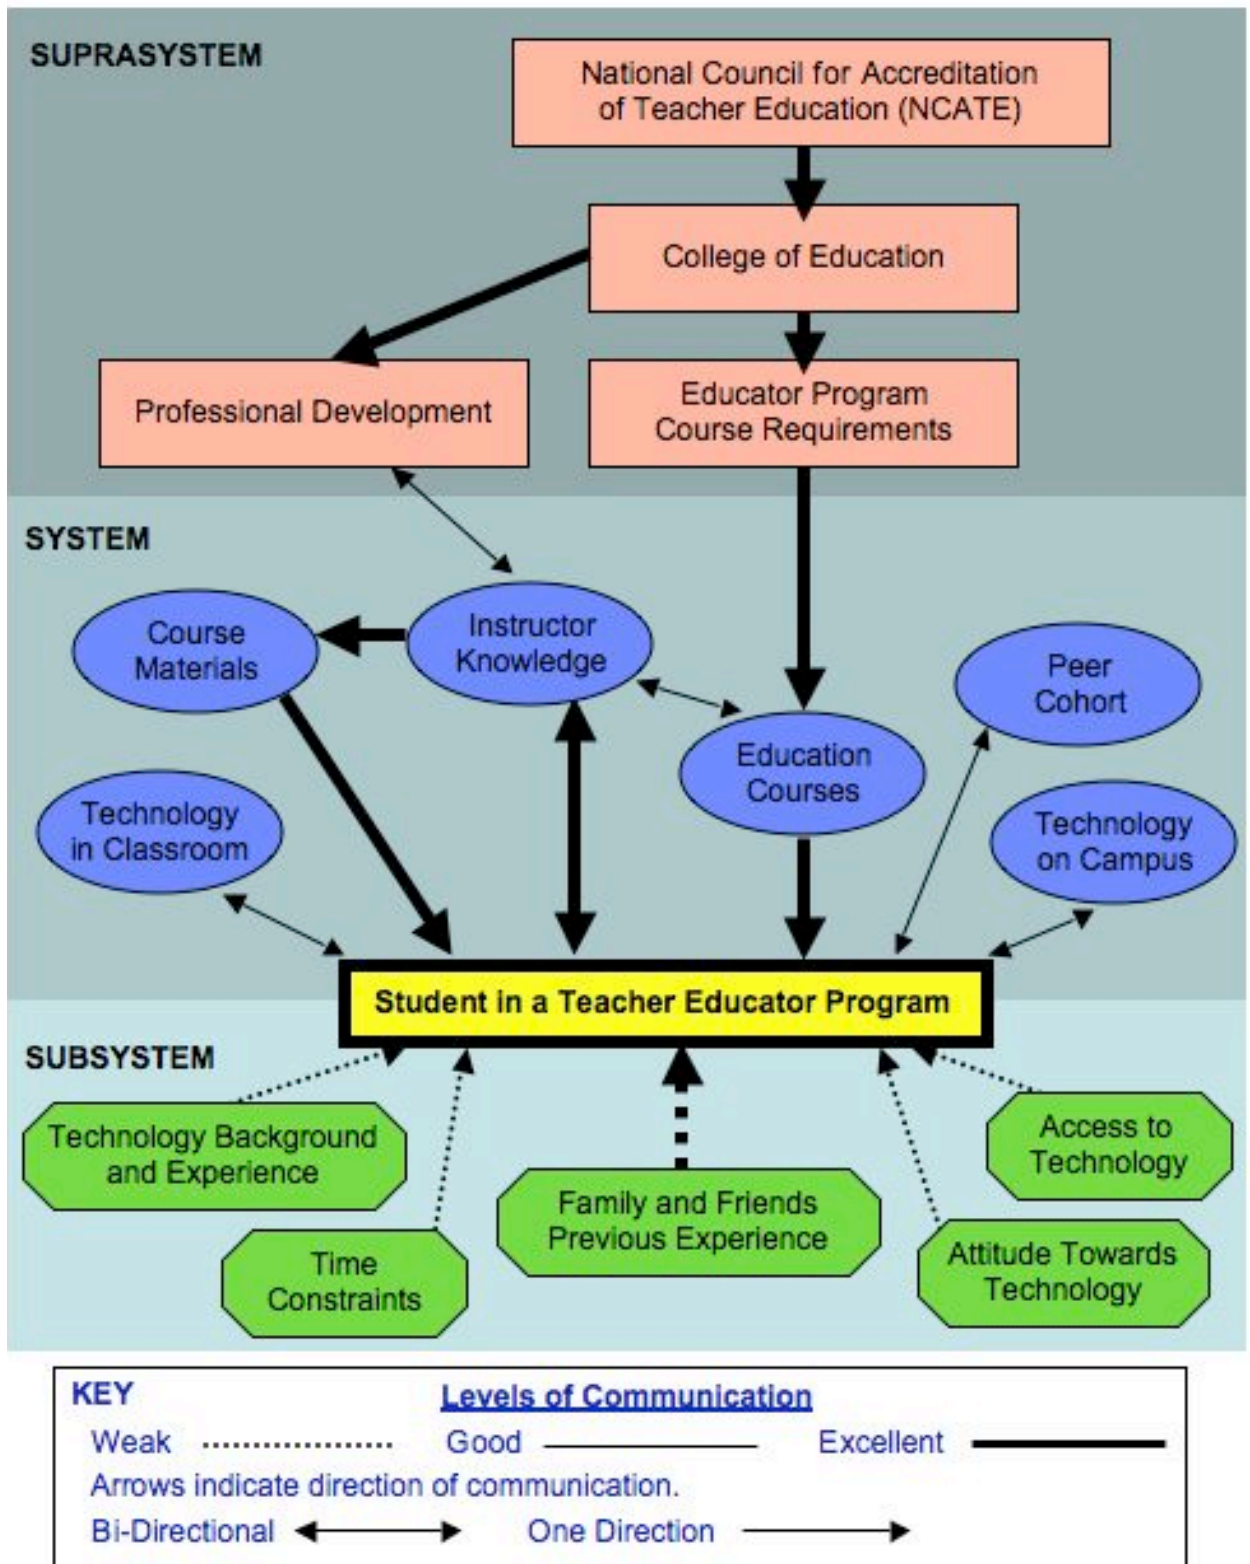 SUPRASYSTEM
National Council for Accreditation
of Teacher Education (NCATE)
College of Education
Professional Development
Educator Program
Course Requirements
SYSTEM
Course
Materials
Instructor
Knowledge
Peer
Cohort
Education
Courses
Technology
in Classroom
Technology
on Campus
Student in a Teacher Educator Program
SUBSYSTEM
Technology Background
and Experience
Access to
Technology
Family and Friends
Previous Experience
Time
Constraints
Attitude Towards
Technology
KEY
Levels of Communication
Weak
Good
Excellent
Arrows indicate direction of communication.
Bi-Directional
One Direction